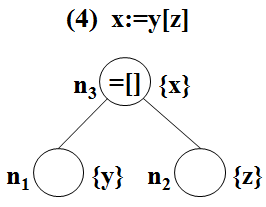 (4) x:=y[z]
n₃ =[] {x}
n₁ {y} n₂ {z}